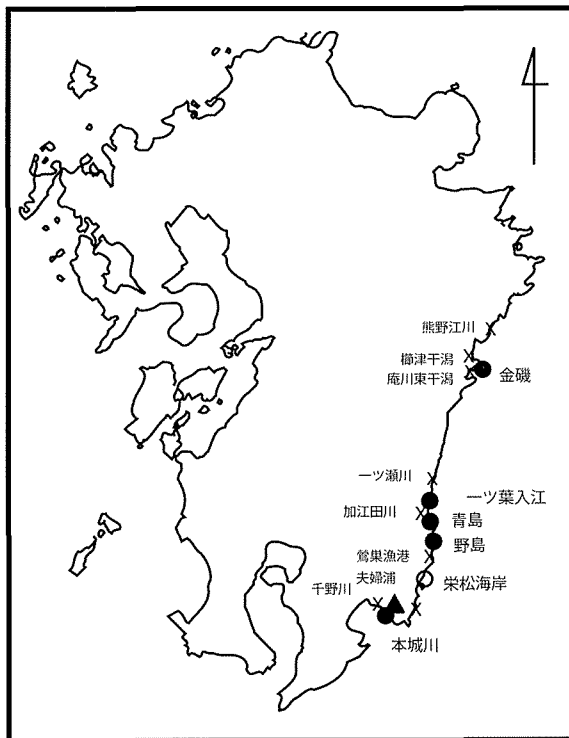 熊野江川
櫛津干潟
庵川東干潟
金磯
一ツ瀬川
一ツ葉入江
加江田川
青島
野島
鶯巣漁港
夫婦浦
栄松海岸
千野川
本城川